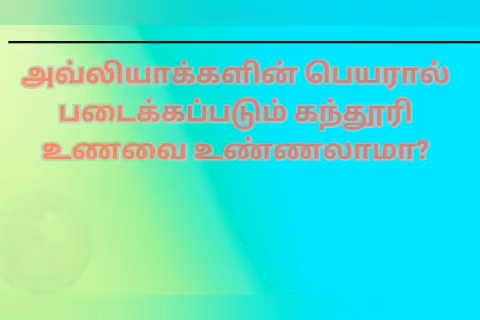 அவ்லியாக்களின் பெயரால்
படைக்கப்படும் கந்தூரி
உணவை உண்ணலாமா?